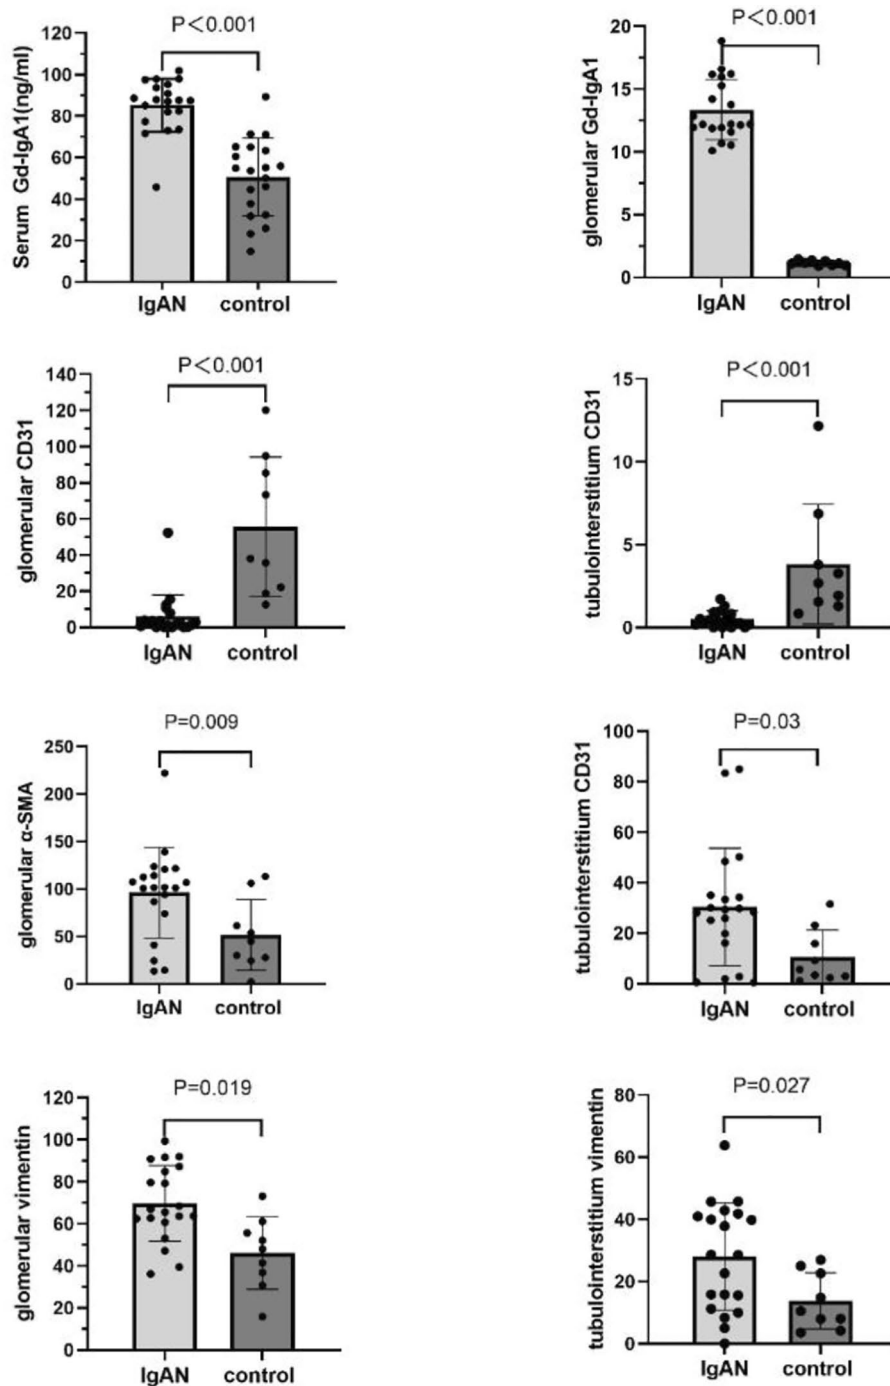 P<0.001
Serum Gd-IgA1(ng/ml)
120
100
80
60
40
20
0
IgAN control
P<0.001
glomerular Gd-IgA1
20
15
10
5
0
IgAN control
P<0.001
glomerular CD31
140
120
100
80
60
40
20
0
IgAN control
P<0.001
tubulointerstitium CD31
15
10
5
0
IgAN control
P=0.009
glomerular α-SMA
250
200
150
100
50
0
IgAN control
P=0.03
tubulointerstitium CD31
100
80
60
40
20
0
IgAN control
P=0.019
glomerular vimentin
120
100
80
60
40
20
0
IgAN control
P=0.027
tubulointerstitium vimentin
80
60
40
20
0
IgAN control